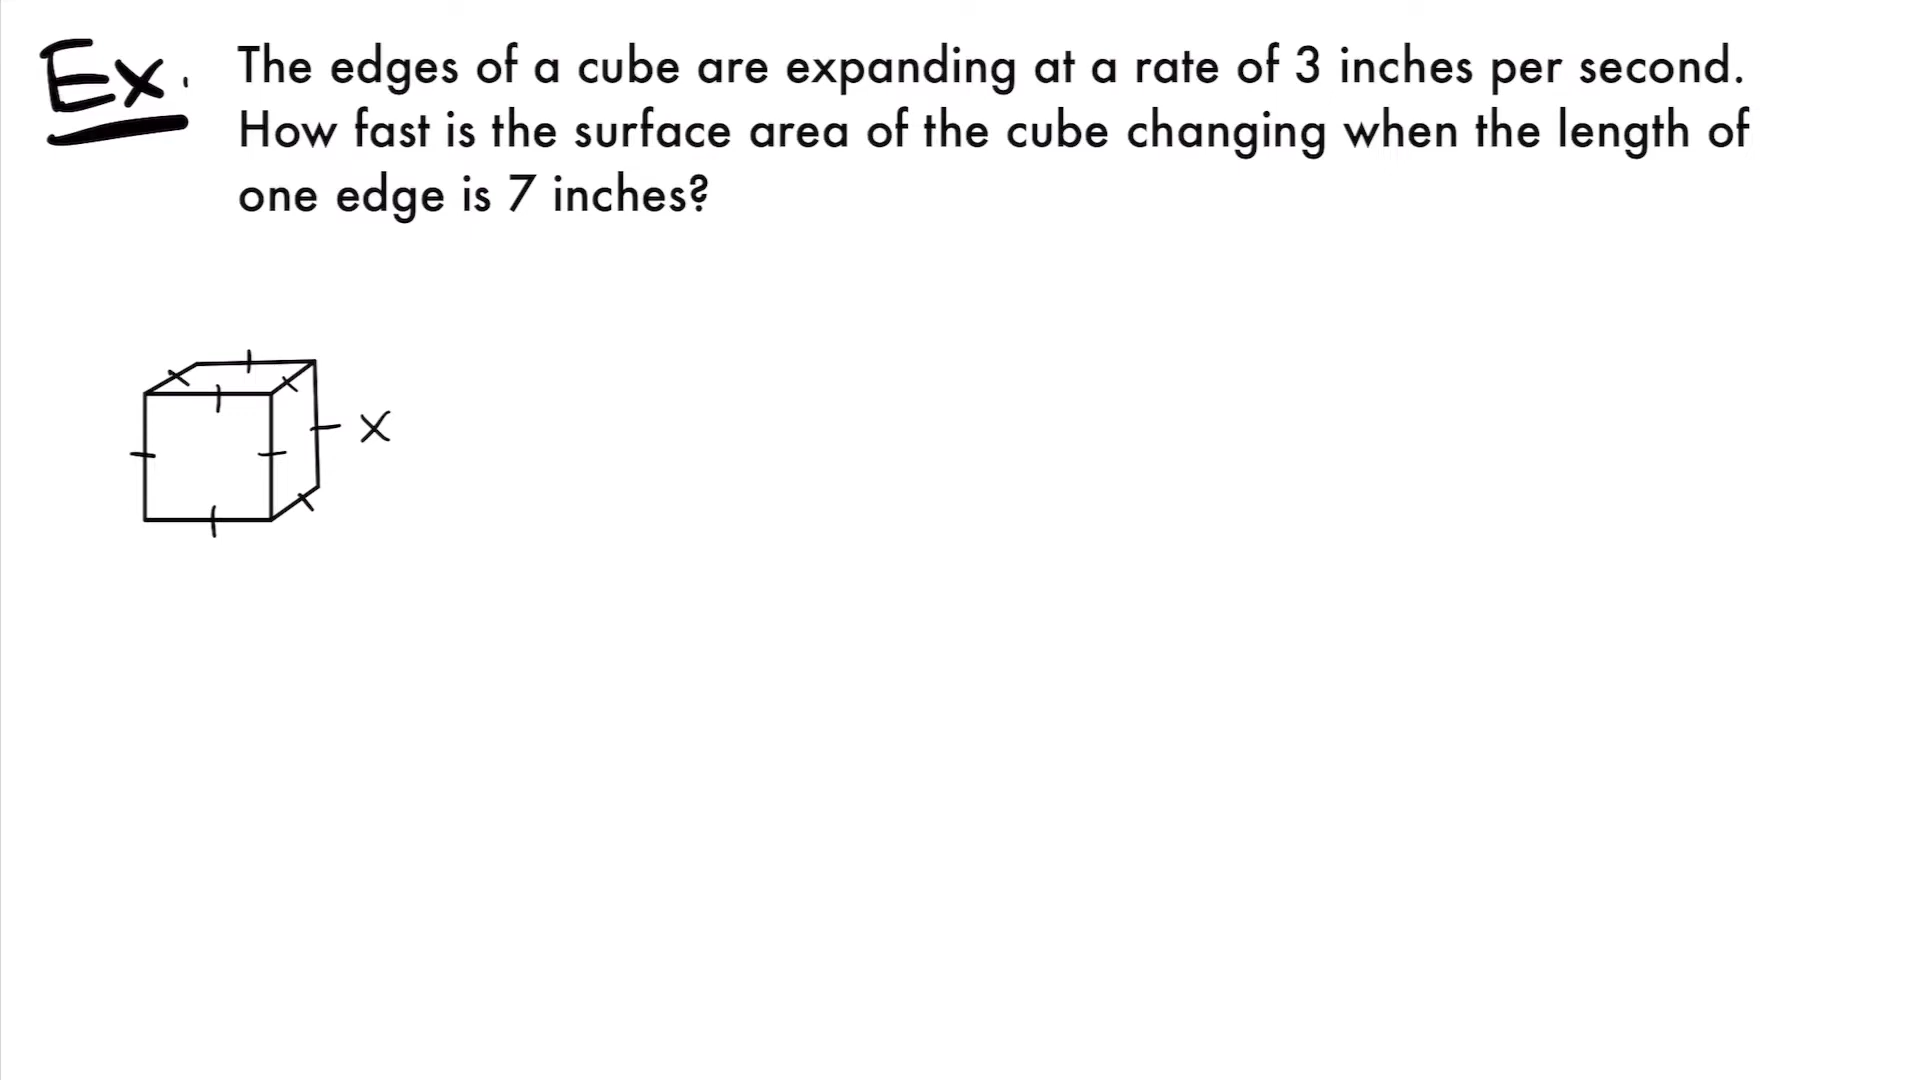 Ex. The edges of a cube are expanding at a rate of 3 inches per second.
How fast is the surface area of the cube changing when the length of
one edge is 7 inches?
x